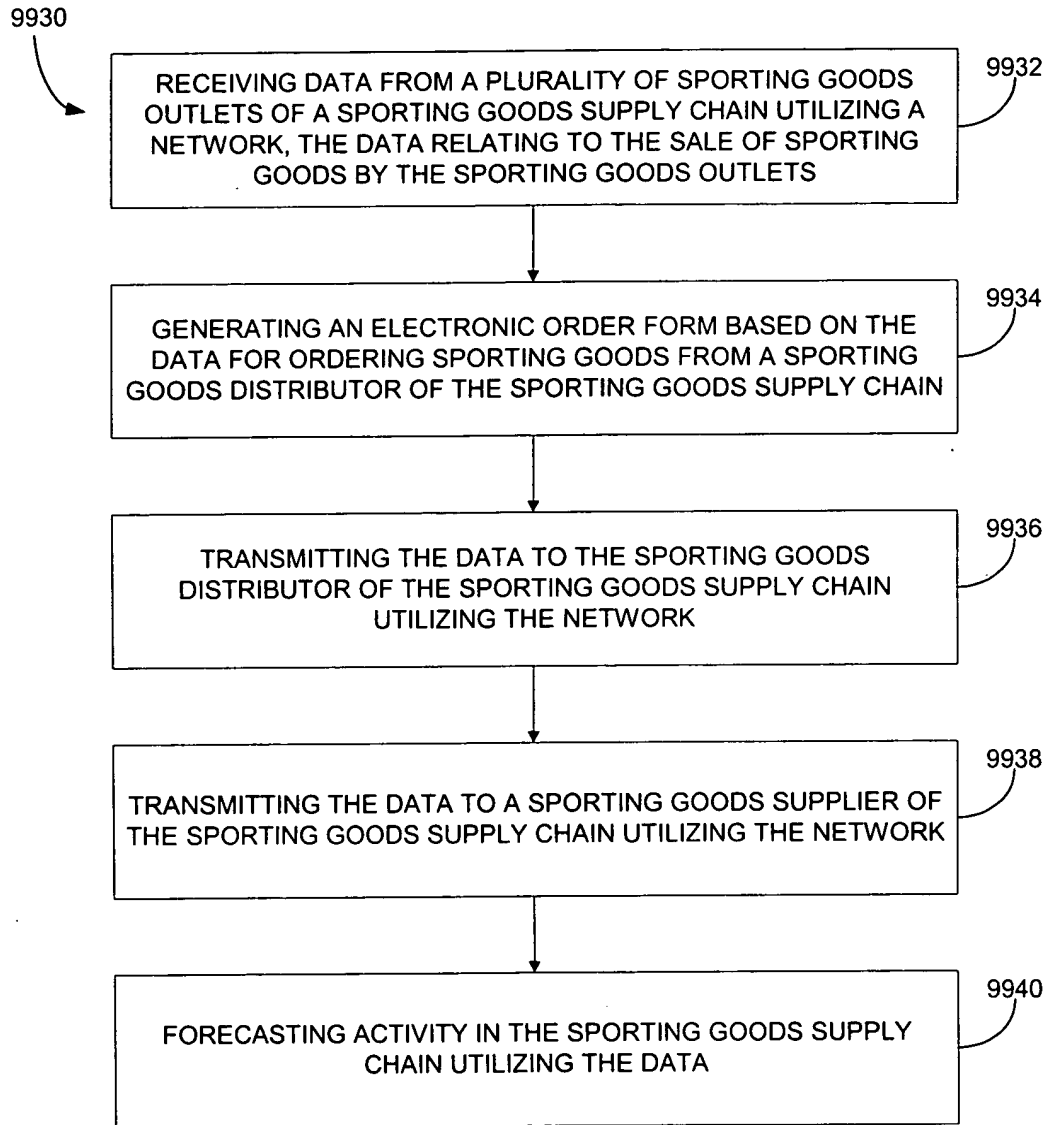 9930
RECEIVING DATA FROM A PLURALITY OF SPORTING GOODS
OUTLETS OF A SPORTING GOODS SUPPLY CHAIN UTILIZING A
NETWORK, THE DATA RELATING TO THE SALE OF SPORTING
GOODS BY THE SPORTING GOODS OUTLETS
9932
GENERATING AN ELECTRONIC ORDER FORM BASED ON THE
DATA FOR ORDERING SPORTING GOODS FROM A SPORTING
GOODS DISTRIBUTOR OF THE SPORTING GOODS SUPPLY CHAIN
9934
TRANSMITTING THE DATA TO THE SPORTING GOODS
DISTRIBUTOR OF THE SPORTING GOODS SUPPLY CHAIN
UTILIZING THE NETWORK
9936
TRANSMITTING THE DATA TO A SPORTING GOODS SUPPLIER OF
THE SPORTING GOODS SUPPLY CHAIN UTILIZING THE NETWORK
9938
FORECASTING ACTIVITY IN THE SPORTING GOODS SUPPLY
CHAIN UTILIZING THE DATA
9940